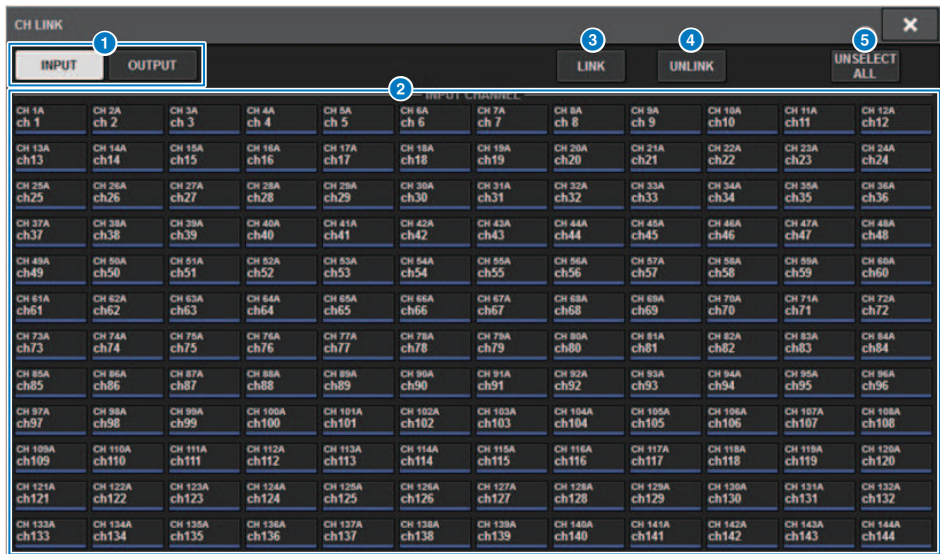 CH LINK
1 3 4 5
INPUT OUTPUT LINK UNLINK UNSELECT ALL
2
INPUT CHANNEL
CH 1A CH 2A CH 3A CH 4A CH 5A CH 6A CH 7A CH 8A CH 9A CH 10A CH 11A CH 12A
ch 1 ch 2 ch 3 ch 4 ch 5 ch 6 ch 7 ch 8 ch 9 ch10 ch11 ch12
CH 13A CH 14A CH 15A CH 16A CH 17A CH 18A CH 19A CH 20A CH 21A CH 22A CH 23A CH 24A
ch13 ch14 ch15 ch16 ch17 ch18 ch19 ch20 ch21 ch22 ch23 ch24
CH 25A CH 26A CH 27A CH 28A CH 29A CH 30A CH 31A CH 32A CH 33A CH 34A CH 35A CH 36A
ch25 ch26 ch27 ch28 ch29 ch30 ch31 ch32 ch33 ch34 ch35 ch36
CH 37A CH 38A CH 39A CH 40A CH 41A CH 42A CH 43A CH 44A CH 45A CH 46A CH 47A CH 48A
ch37 ch38 ch39 ch40 ch41 ch42 ch43 ch44 ch45 ch46 ch47 ch48
CH 49A CH 50A CH 51A CH 52A CH 53A CH 54A CH 55A CH 56A CH 57A CH 58A CH 59A CH 60A
ch49 ch50 ch51 ch52 ch53 ch54 ch55 ch56 ch57 ch58 ch59 ch60
CH 61A CH 62A CH 63A CH 64A CH 65A CH 66A CH 67A CH 68A CH 69A CH 70A CH 71A CH 72A
ch61 ch62 ch63 ch64 ch65 ch66 ch67 ch68 ch69 ch70 ch71 ch72
CH 73A CH 74A CH 75A CH 76A CH 77A CH 78A CH 79A CH 80A CH 81A CH 82A CH 83A CH 84A
ch73 ch74 ch75 ch76 ch77 ch78 ch79 ch80 ch81 ch82 ch83 ch84
CH 85A CH 86A CH 87A CH 88A CH 89A CH 90A CH 91A CH 92A CH 93A CH 94A CH 95A CH 96A
ch85 ch86 ch87 ch88 ch89 ch90 ch91 ch92 ch93 ch94 ch95 ch96
CH 97A CH 98A CH 99A CH 100A CH 101A CH 102A CH 103A CH 104A CH 105A CH 106A CH 107A CH 108A
ch97 ch98 ch99 ch100 ch101 ch102 ch103 ch104 ch105 ch106 ch107 ch108
CH 109A CH 110A CH 111A CH 112A CH 113A CH 114A CH 115A CH 116A CH 117A CH 118A CH 119A CH 120A
ch109 ch110 ch111 ch112 ch113 ch114 ch115 ch116 ch117 ch118 ch119 ch120
CH 121A CH 122A CH 123A CH 124A CH 125A CH 126A CH 127A CH 128A CH 129A CH 130A CH 131A CH 132A
ch121 ch122 ch123 ch124 ch125 ch126 ch127 ch128 ch129 ch130 ch131 ch132
CH 133A CH 134A CH 135A CH 136A CH 137A CH 138A CH 139A CH 140A CH 141A CH 142A CH 143A CH 144A
ch133 ch134 ch135 ch136 ch137 ch138 ch139 ch140 ch141 ch142 ch143 ch144